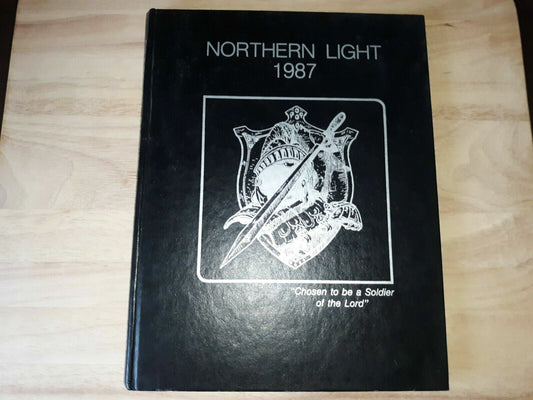 NORTHERN LIGHT
1987
"Chosen to be a Soldier
of the Lord"